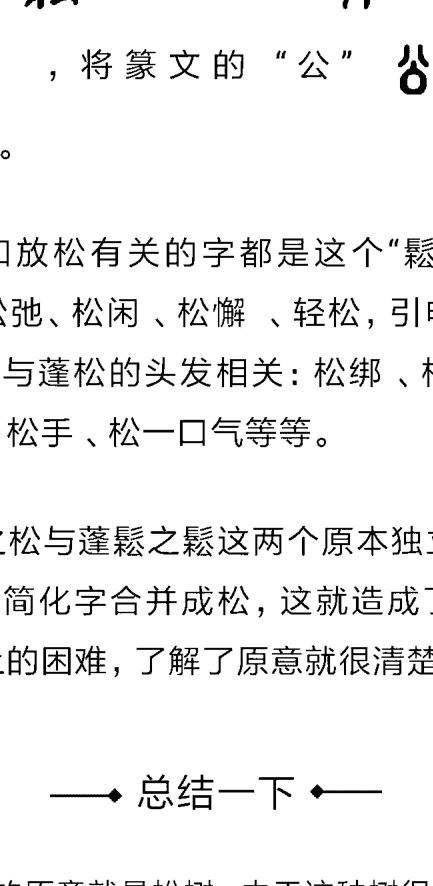 ，将篆文的“公”
。
放松有关的字都是这个“鬆
弛、松闲、松懈、轻松，引
与蓬松的头发相关：松绑、
松手、松一口气等等。
松与蓬鬆之鬆这两个原本独
简化字合并成松，这就造成
的困难，了解了原意就很清楚
总结一下